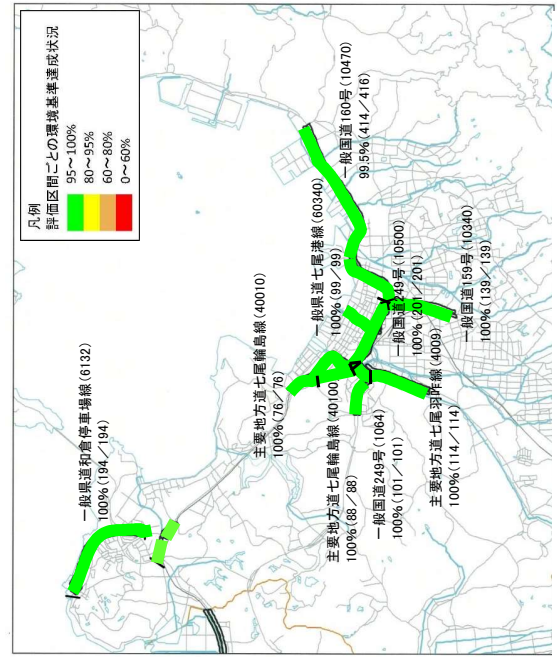 凡例
評価区間ごとの環境基準達成状況
95～100%
80～95%
60～80%
0～60%
一般県道和倉停車場線(6132)
100%(194／194)
主要地方道七尾輪島線(40010)
100%(76／76)
一般県道七尾港線(60340)
100%(99／99)
一般国道160号(10470)
99.5%(414／416)
主要地方道七尾輪島線(40100)
100%(88／88)
一般国道249号(1064)
100%(101／101)
主要地方道七尾羽咋線(4009)
100%(114／114)
一般国道249号(10500)
100%(201／201)
一般国道159号(10340)
100%(139／139)